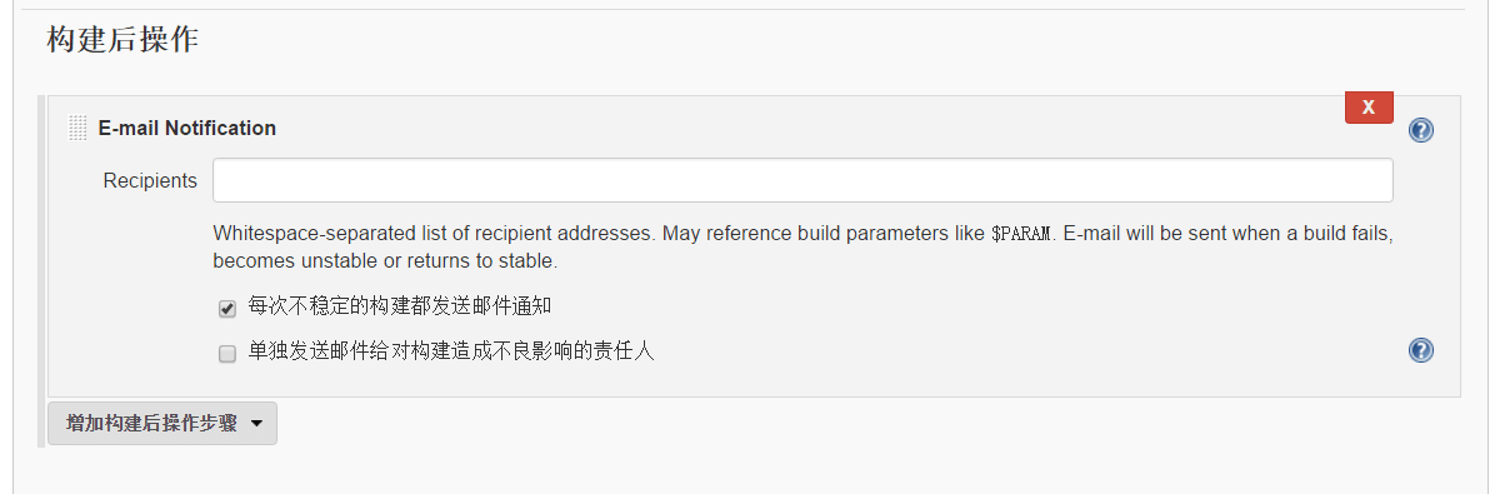 构建后操作
X
E-mail Notification
Recipients
Whitespace-separated list of recipient addresses. May reference build parameters like $PARAM. E-mail will be sent when a build fails,
becomes unstable or returns to stable.
每次不稳定的构建都发送邮件通知
单独发送邮件给对构建造成不良影响的责任人
增加构建后操作步骤